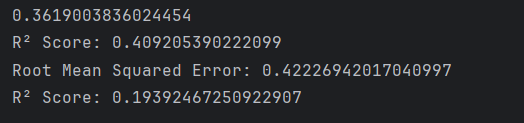 0.3619003836024454
R² Score: 0.409205390222099
Root Mean Squared Error: 0.42226942017040997
R² Score: 0.19392467250922907